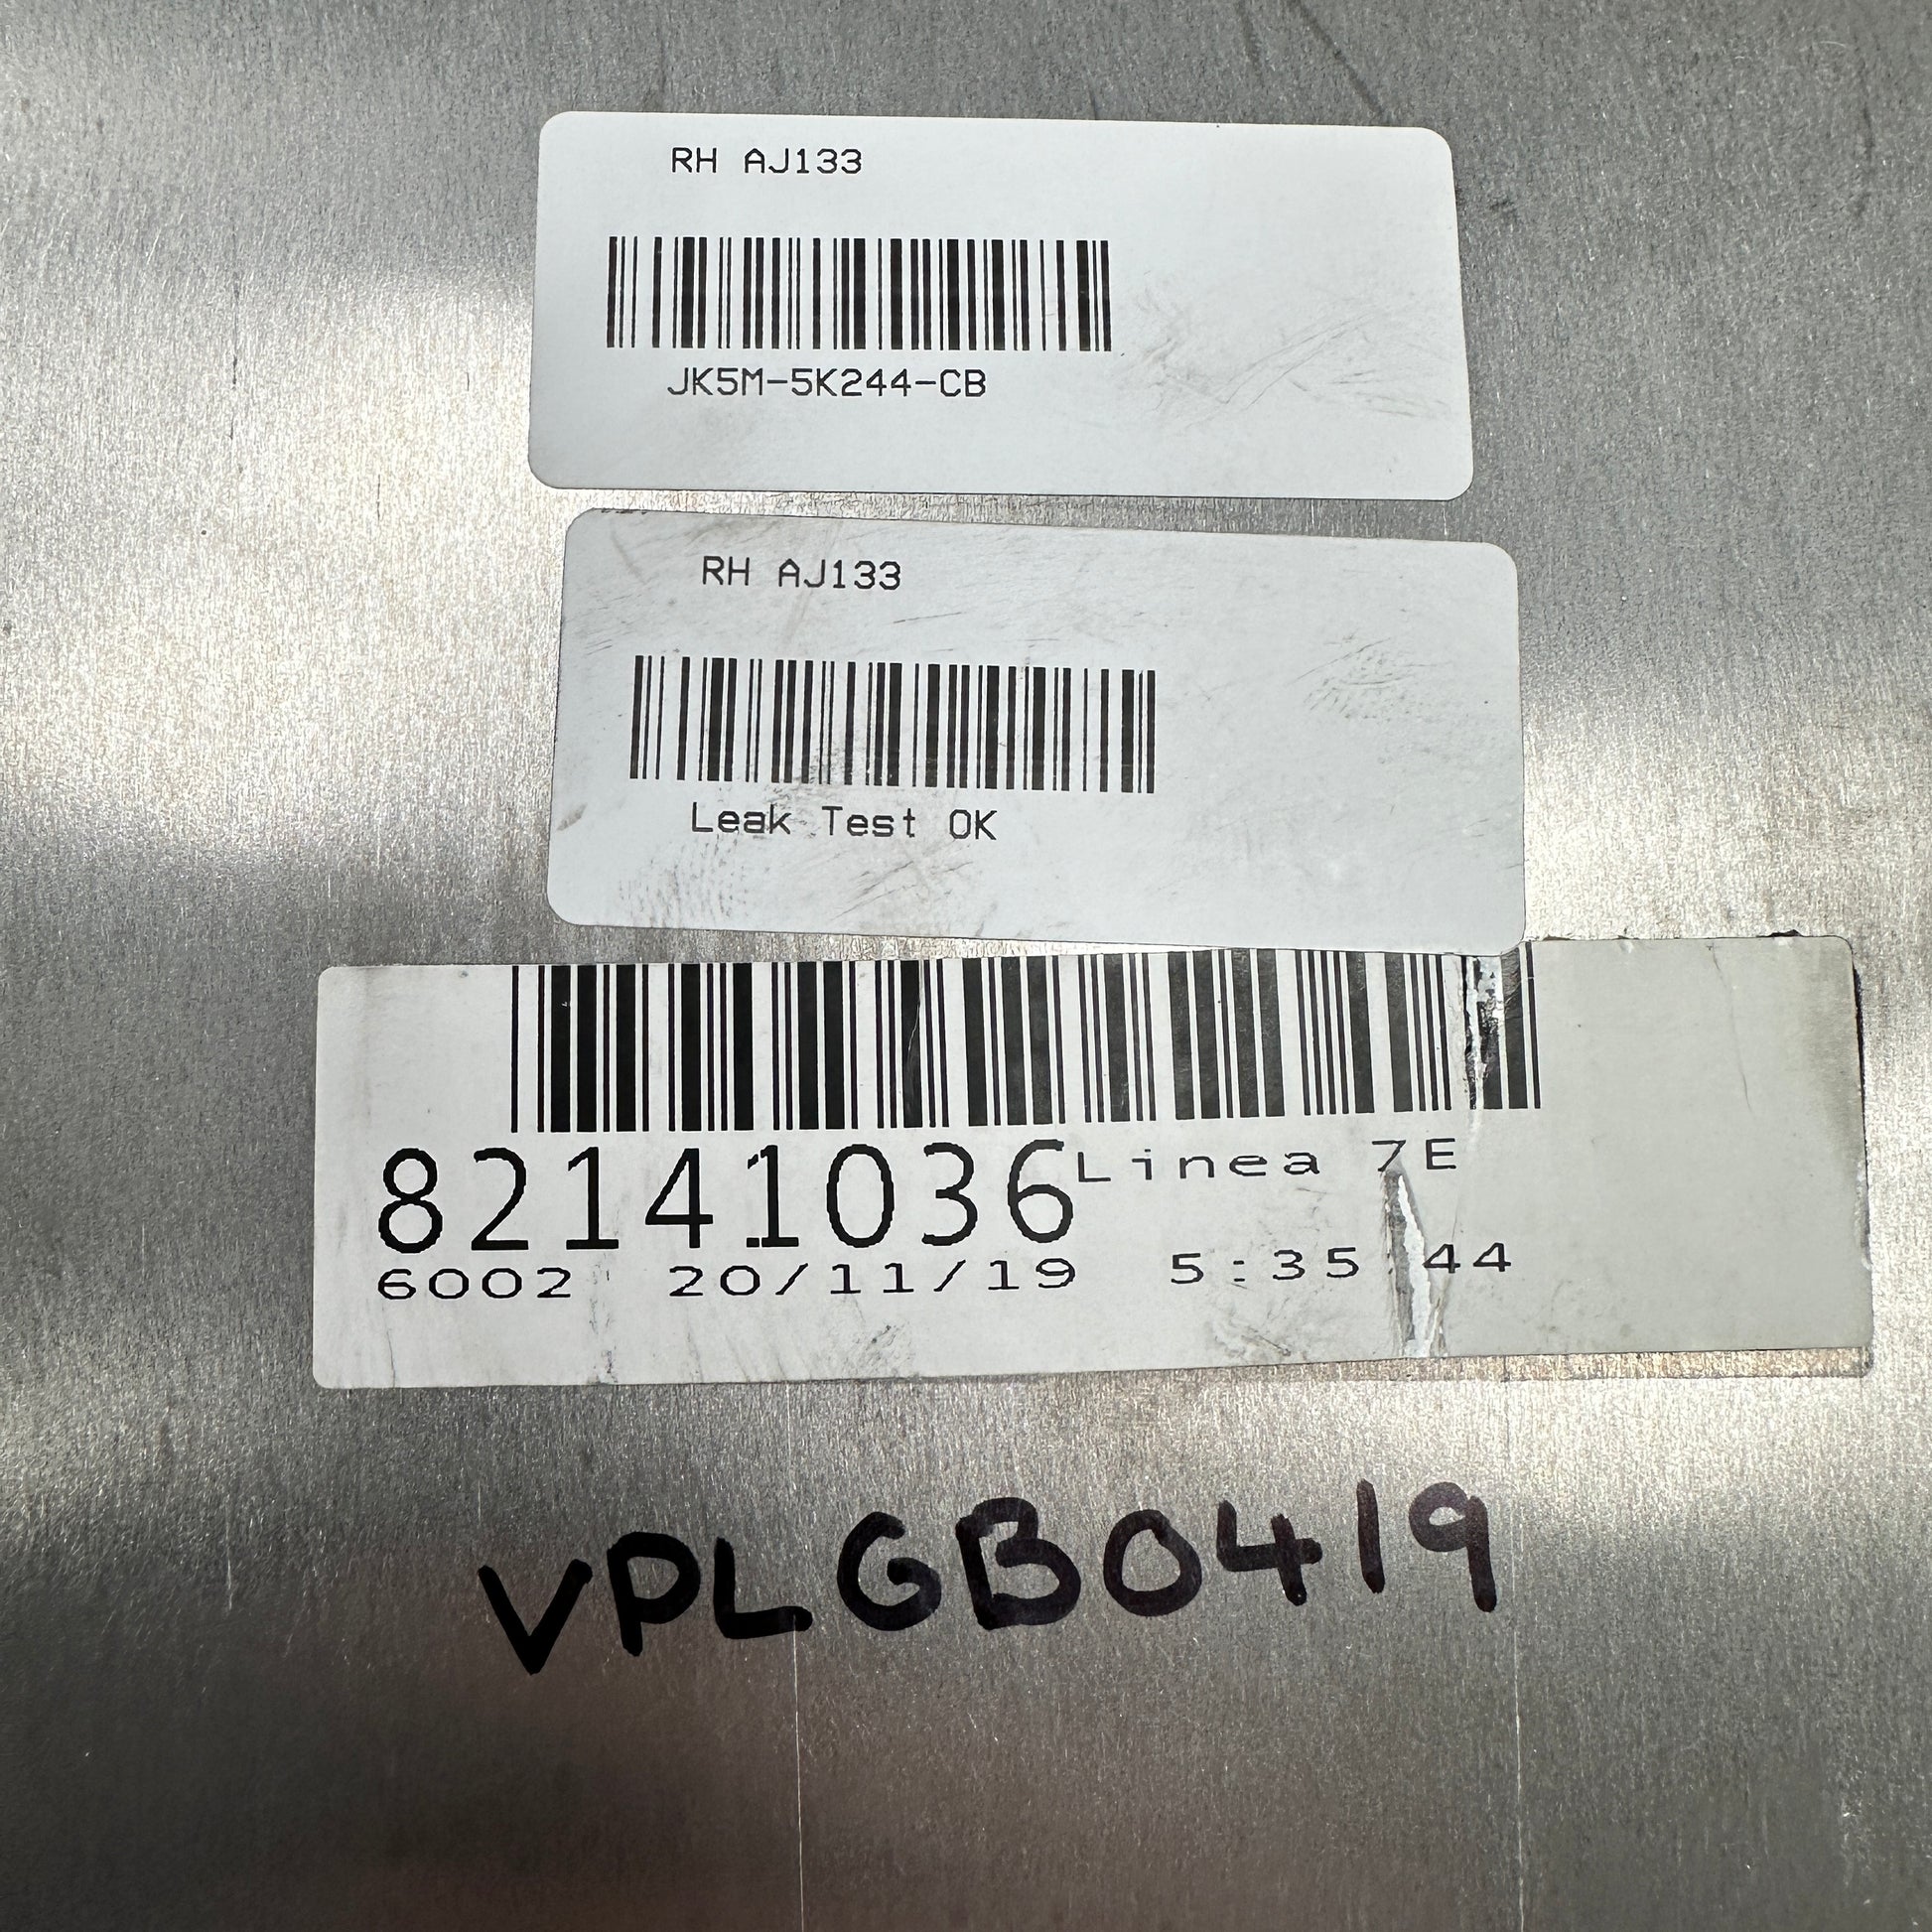 RH AJ133
JK5M-5K244-CB
RH AJ133
Leak Test OK
82141036 Linea 7E
6002 20/11/19 5:35:44
VPLGB0419